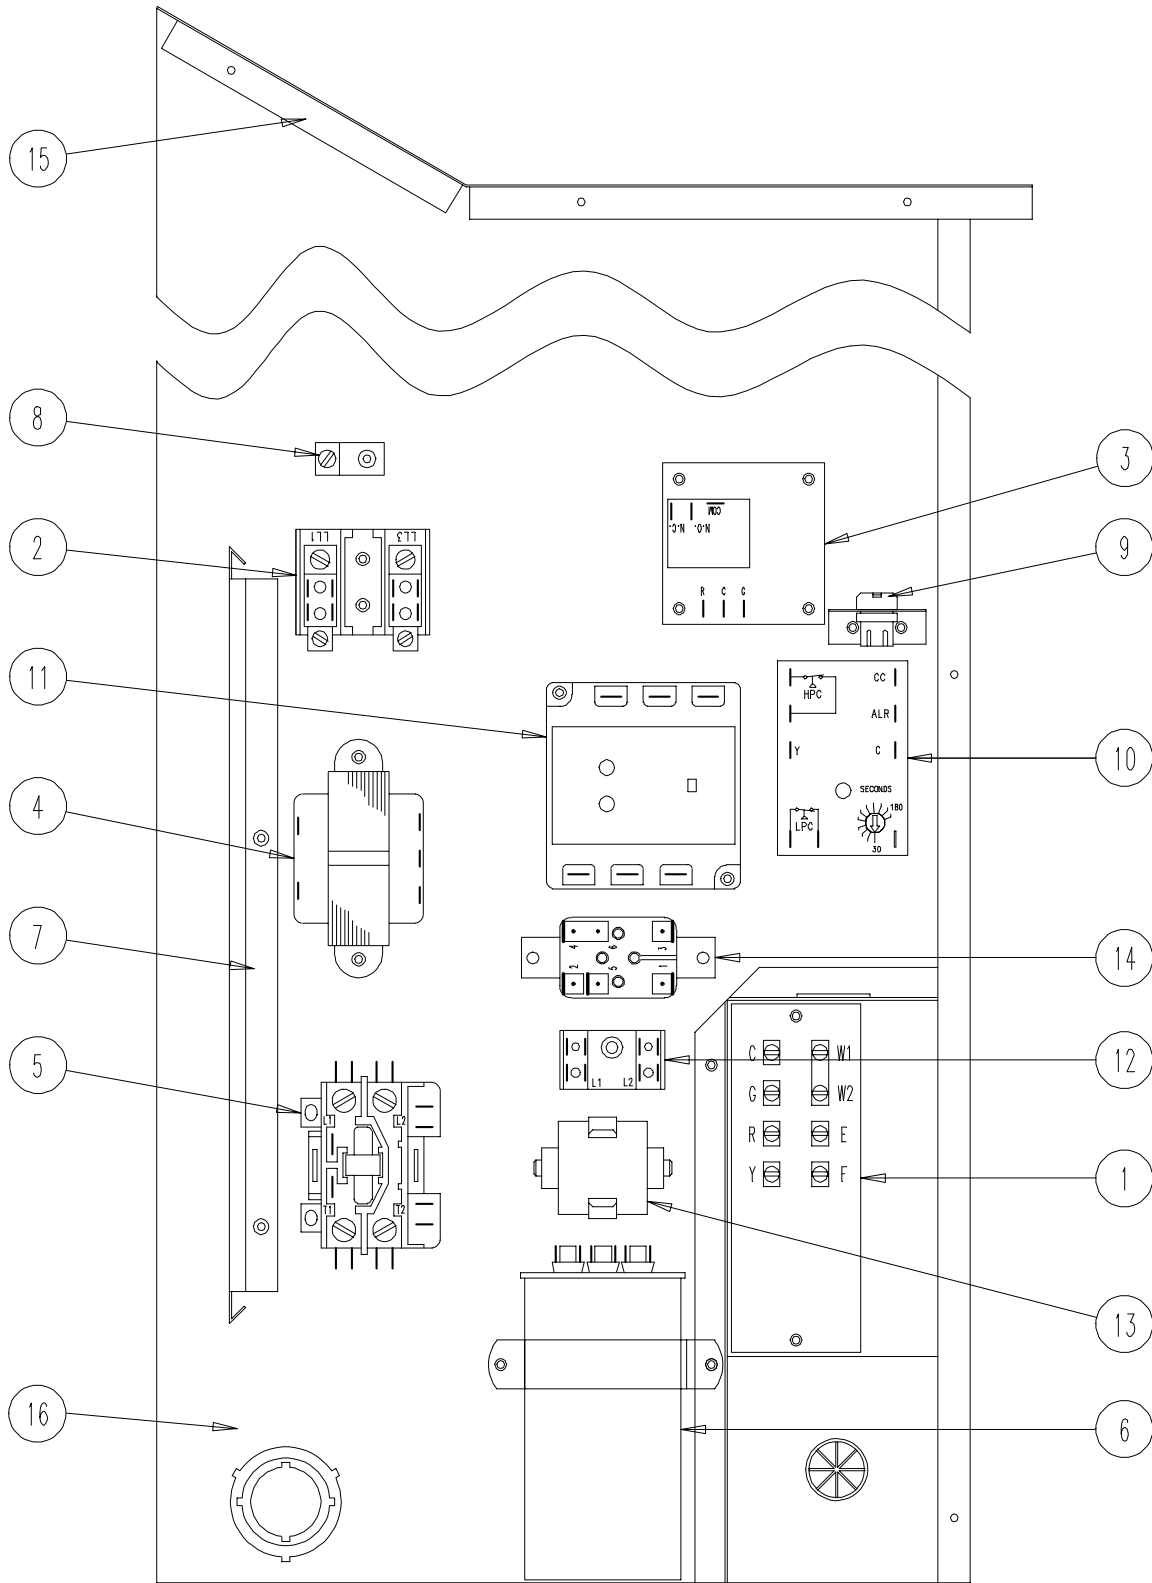 15
8
3
N.C.
N.O.
COM
R C G
LL1 LL3
2
9
11
HPC
CC
ALR
Y C
10
SECONDS
180
LPC
30
4
7
4 6 3
2 5 1
14
5
L1 L2
12
C W1
G W2
R E
Y F
1
L1 L2
T1 T2
13
16
6